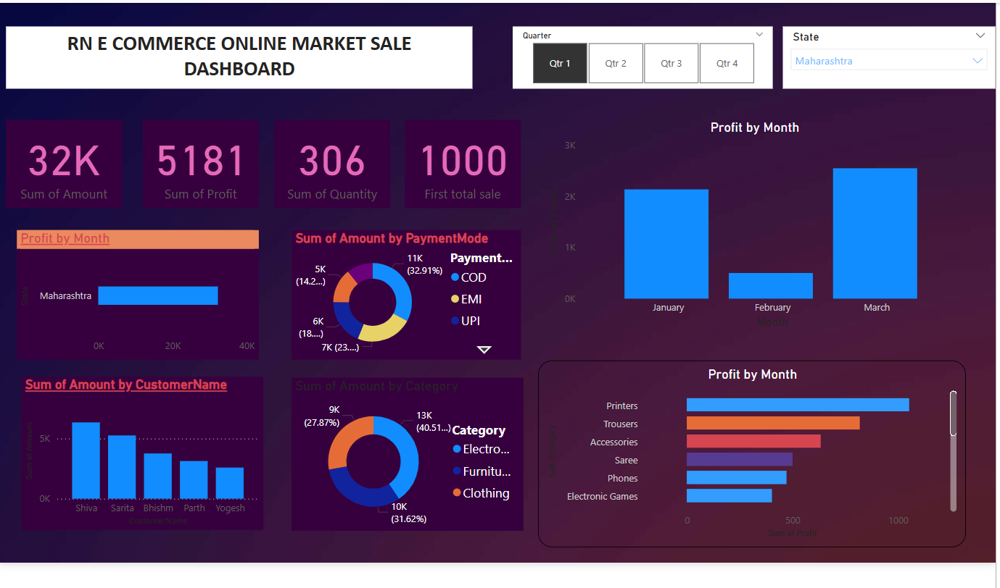 RN E COMMERCE ONLINE MARKET SALE
DASHBOARD
Quarter
Qtr 1
Qtr 2
Qtr 3
Qtr 4
State
Maharashtra
32K
Sum of Amount
5181
Sum of Profit
306
Sum of Quantity
1000
First total sale
Profit by Month
3K
2K
1K
0K
January
February
March
Month
Profit by Month
State
Maharashtra
0K
20K
40K
Sum of Amount by PaymentMode
11K
(32.91%)
5K
(14.2...)
6K
(18....)
7K (23....)
Payment...
COD
EMI
UPI
Sum of Amount by CustomerName
Sum of Amount
5K
0K
Shiva
Sarita
Bhishm
Parth
Yogesh
CustomerName
Sum of Amount by Category
9K
(27.87%)
13K
(40.51...)
10K
(31.62%)
Category
Electro...
Furnitu...
Clothing
Profit by Month
Printers
Trousers
Accessories
Saree
Phones
Electronic Games
0
500
1000
Sum of Profit